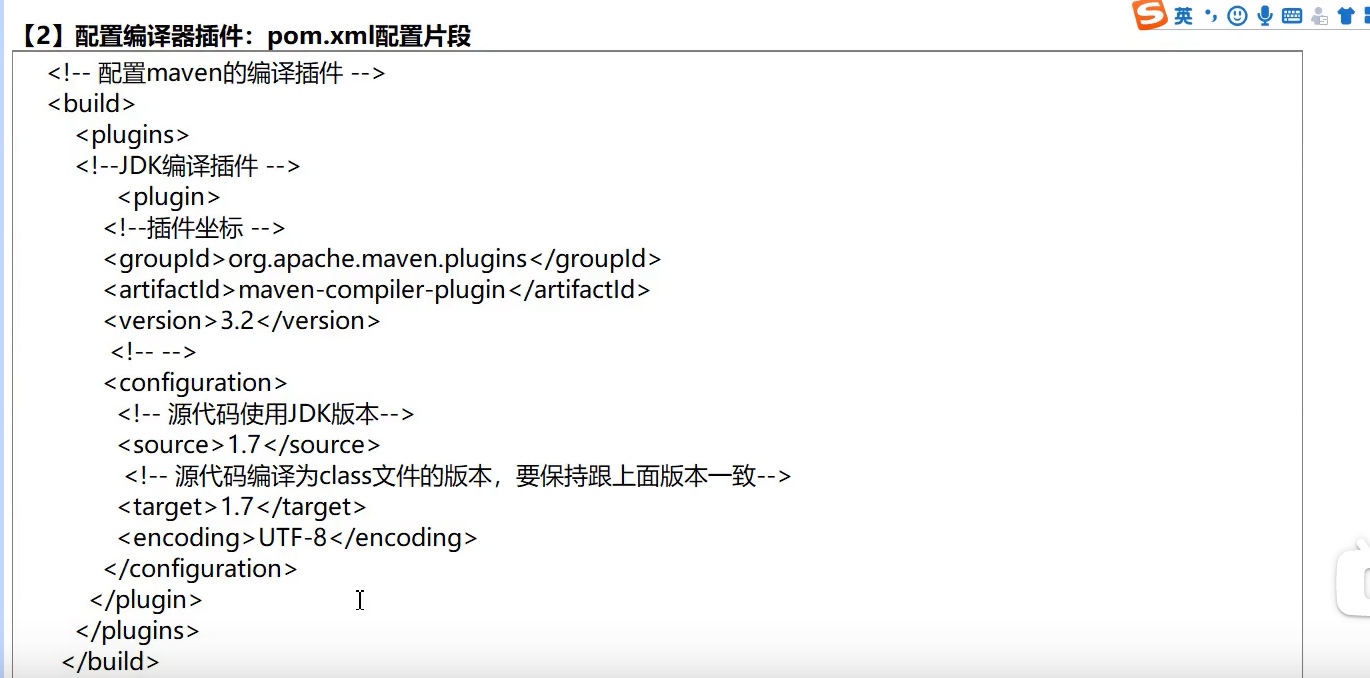 英
【2】配置编译器插件：pom.xml配置片段
<!-- 配置maven的编译插件 -->
<build>
<plugins>
<!--JDK编译插件 -->
<plugin>
<!--插件坐标 -->
<groupId>org.apache.maven.plugins</groupId>
<artifactId>maven-compiler-plugin</artifactId>
<version>3.2</version>
<!-- -->
<configuration>
<!-- 源代码使用JDK版本-->
<source>1.7</source>
<!-- 源代码编译为class文件的版本，要保持跟上面版本一致-->
<target>1.7</target>
<encoding>UTF-8</encoding>
</configuration>
</plugin>
</plugins>
</build>